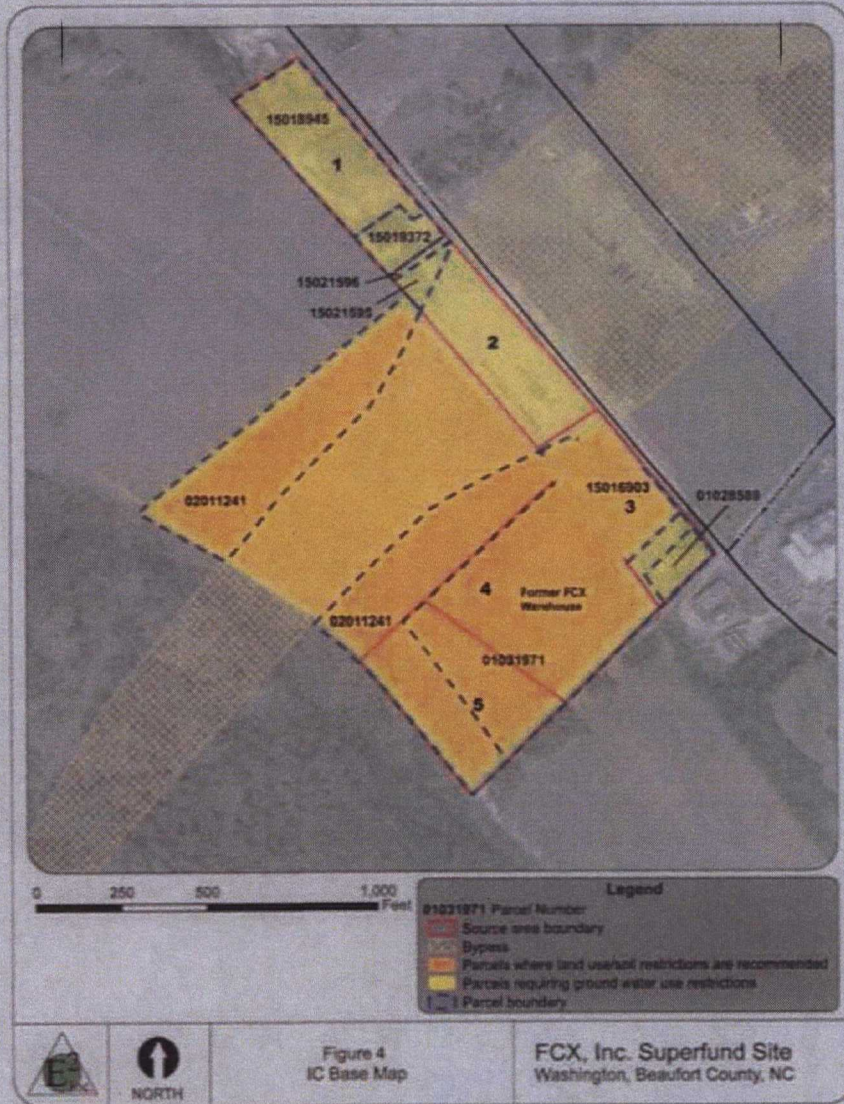 15018945
1
15018372
15021596
15021595
2
02011241
15016903
3
01028588
4
Former FCX
Warehouse
02011241
01031971
5
0 250 500 1,000
Feet
Legend
01031971 Parcel Number
Source area boundary
Bypass
Parcels where land use/soil restrictions are recommended
Parcels requiring ground water use restrictions
Parcel boundary
E3
NORTH
Figure 4
IC Base Map
FCX, Inc. Superfund Site
Washington, Beaufort County, NC